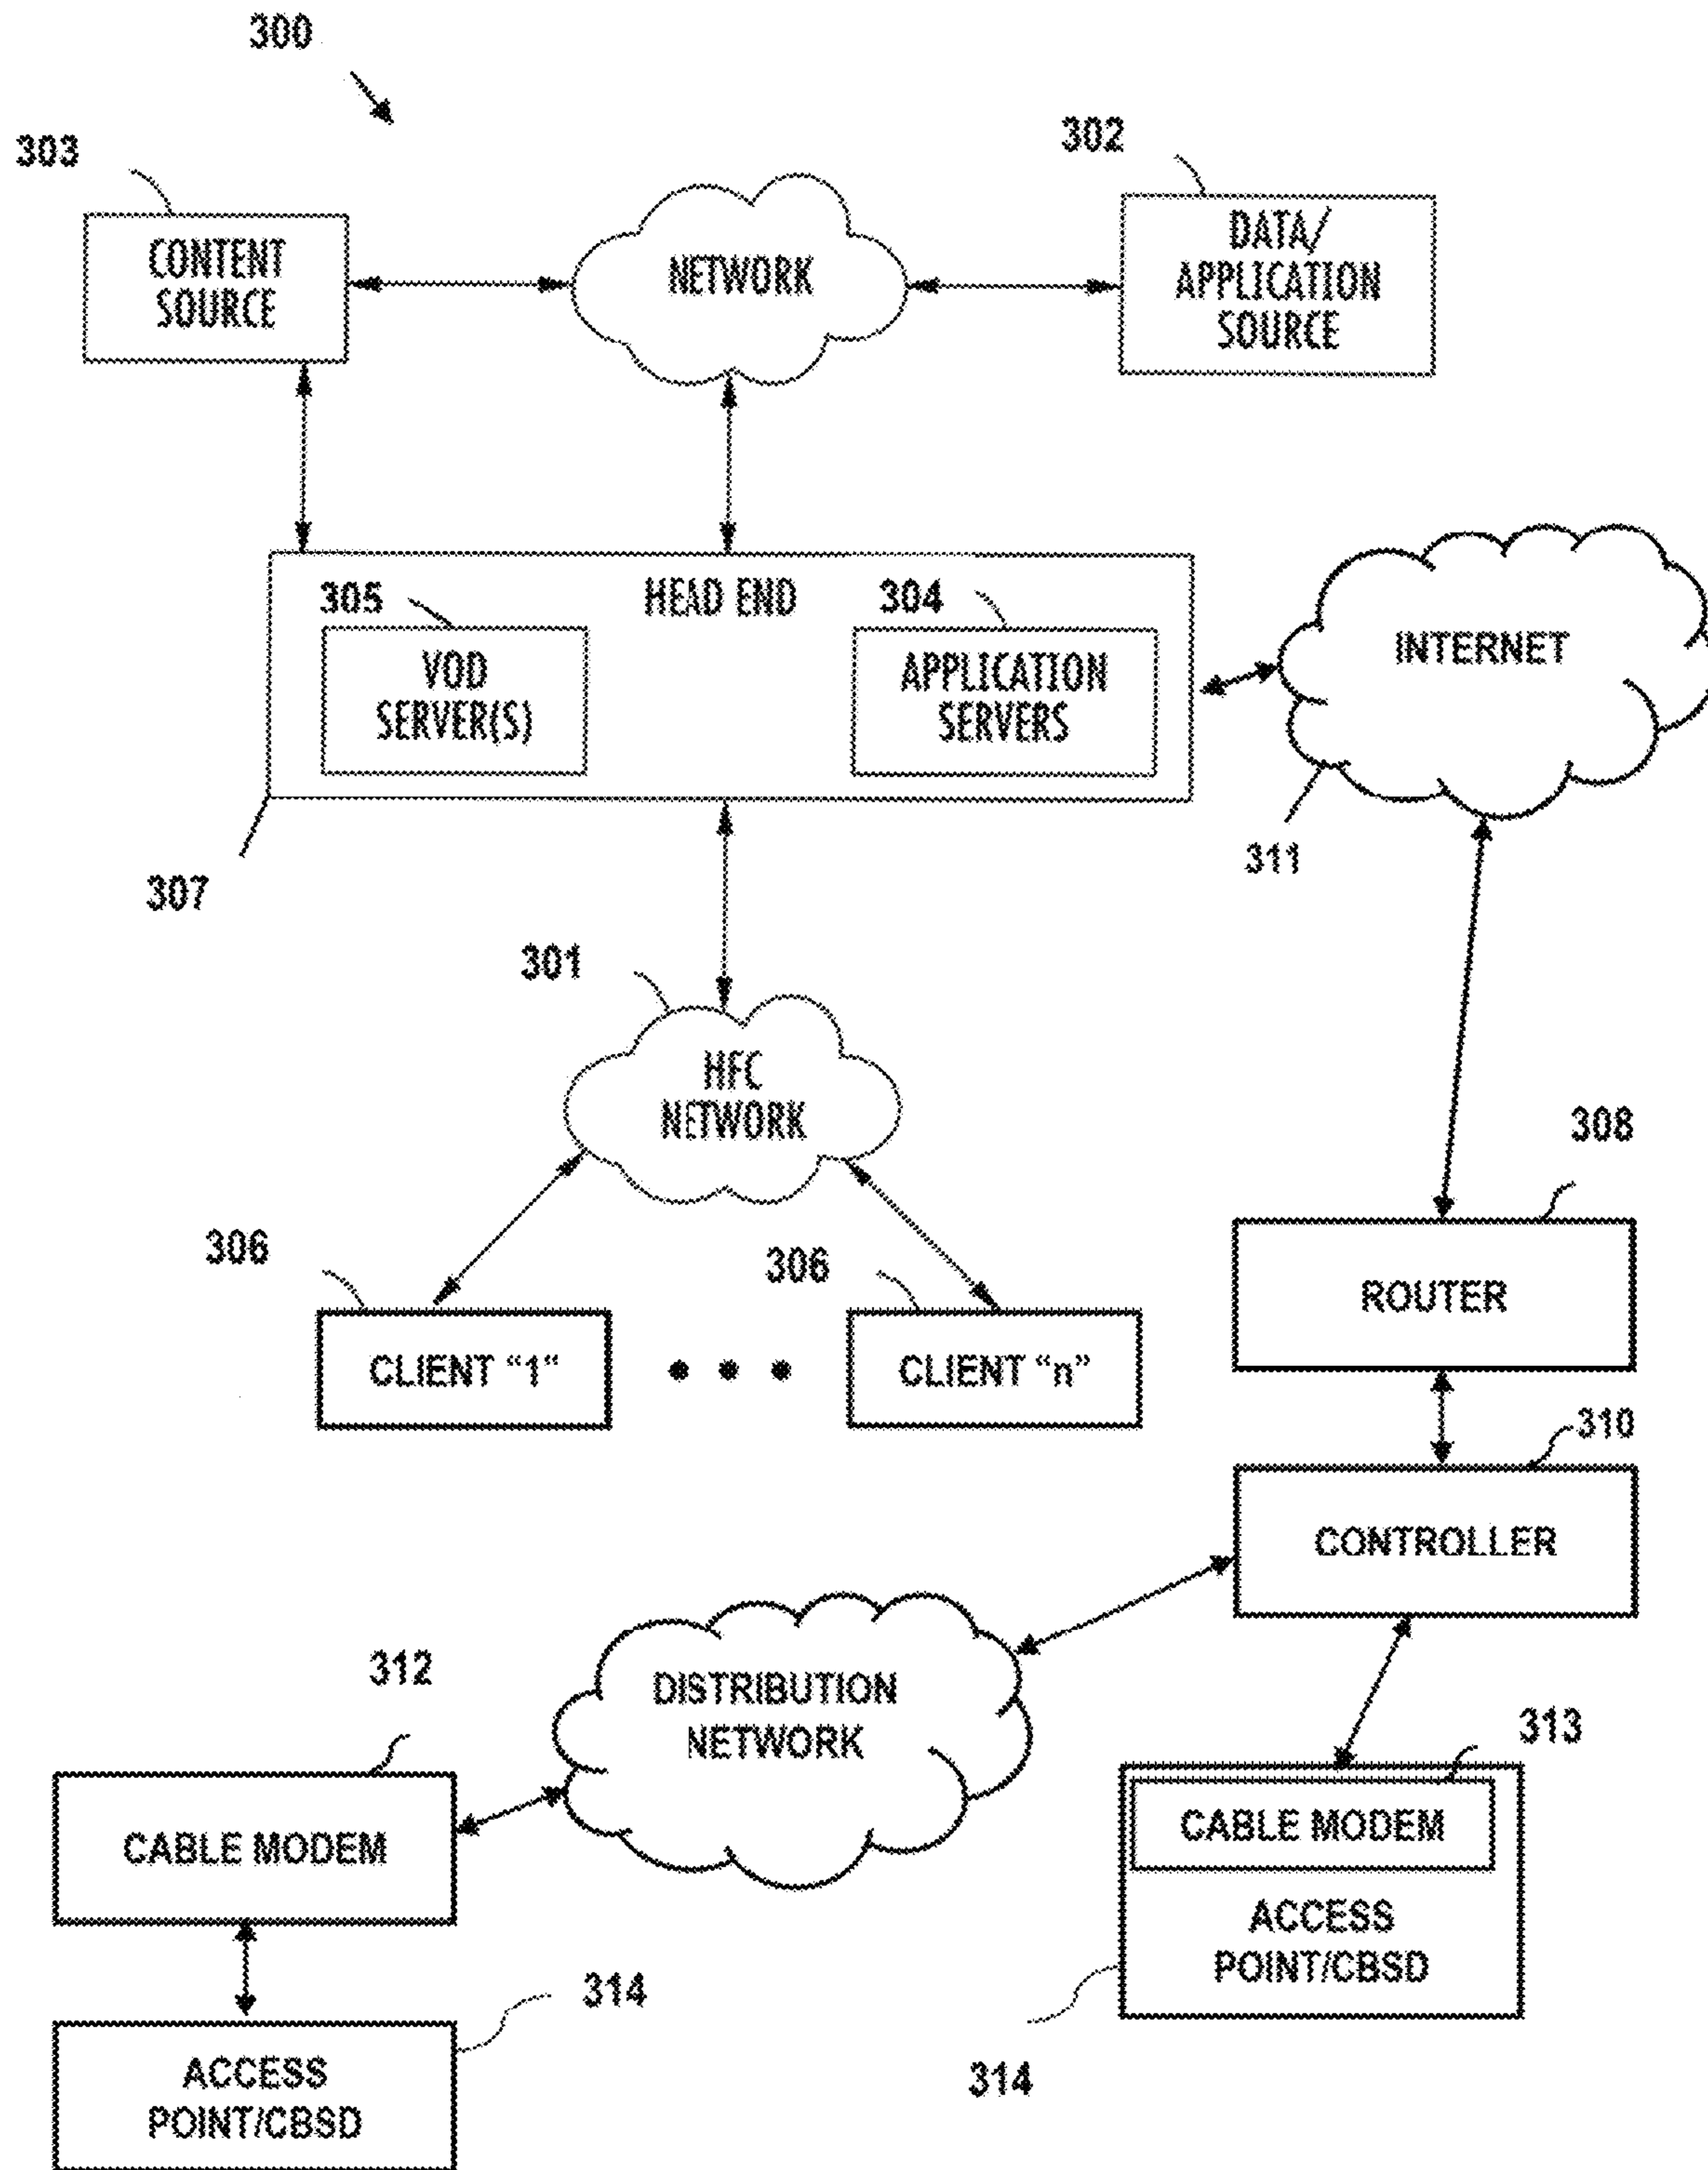 300
303
302
CONTENT
SOURCE
NETWORK
DATA/
APPLICATION
SOURCE
305
HEAD END
304
VOD
SERVER(S)
APPLICATION
SERVERS
INTERNET
311
307
301
HFC
NETWORK
308
306
306
ROUTER
CLIENT "1"
• • •
CLIENT "n"
310
CONTROLLER
312
DISTRIBUTION
NETWORK
313
CABLE MODEM
CABLE MODEM
ACCESS
POINT/CBSD
314
314
ACCESS
POINT/CBSD